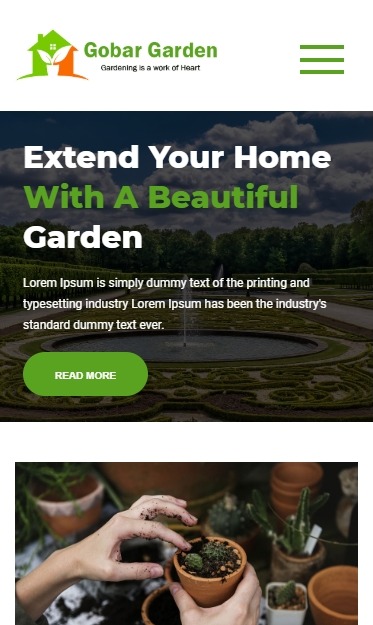 Gobar Garden
Gardening is a work of Heart
Extend Your Home
With A Beautiful
Garden
Lorem Ipsum is simply dummy text of the printing and
typesetting industry Lorem Ipsum has been the industry's
standard dummy text ever.
READ MORE